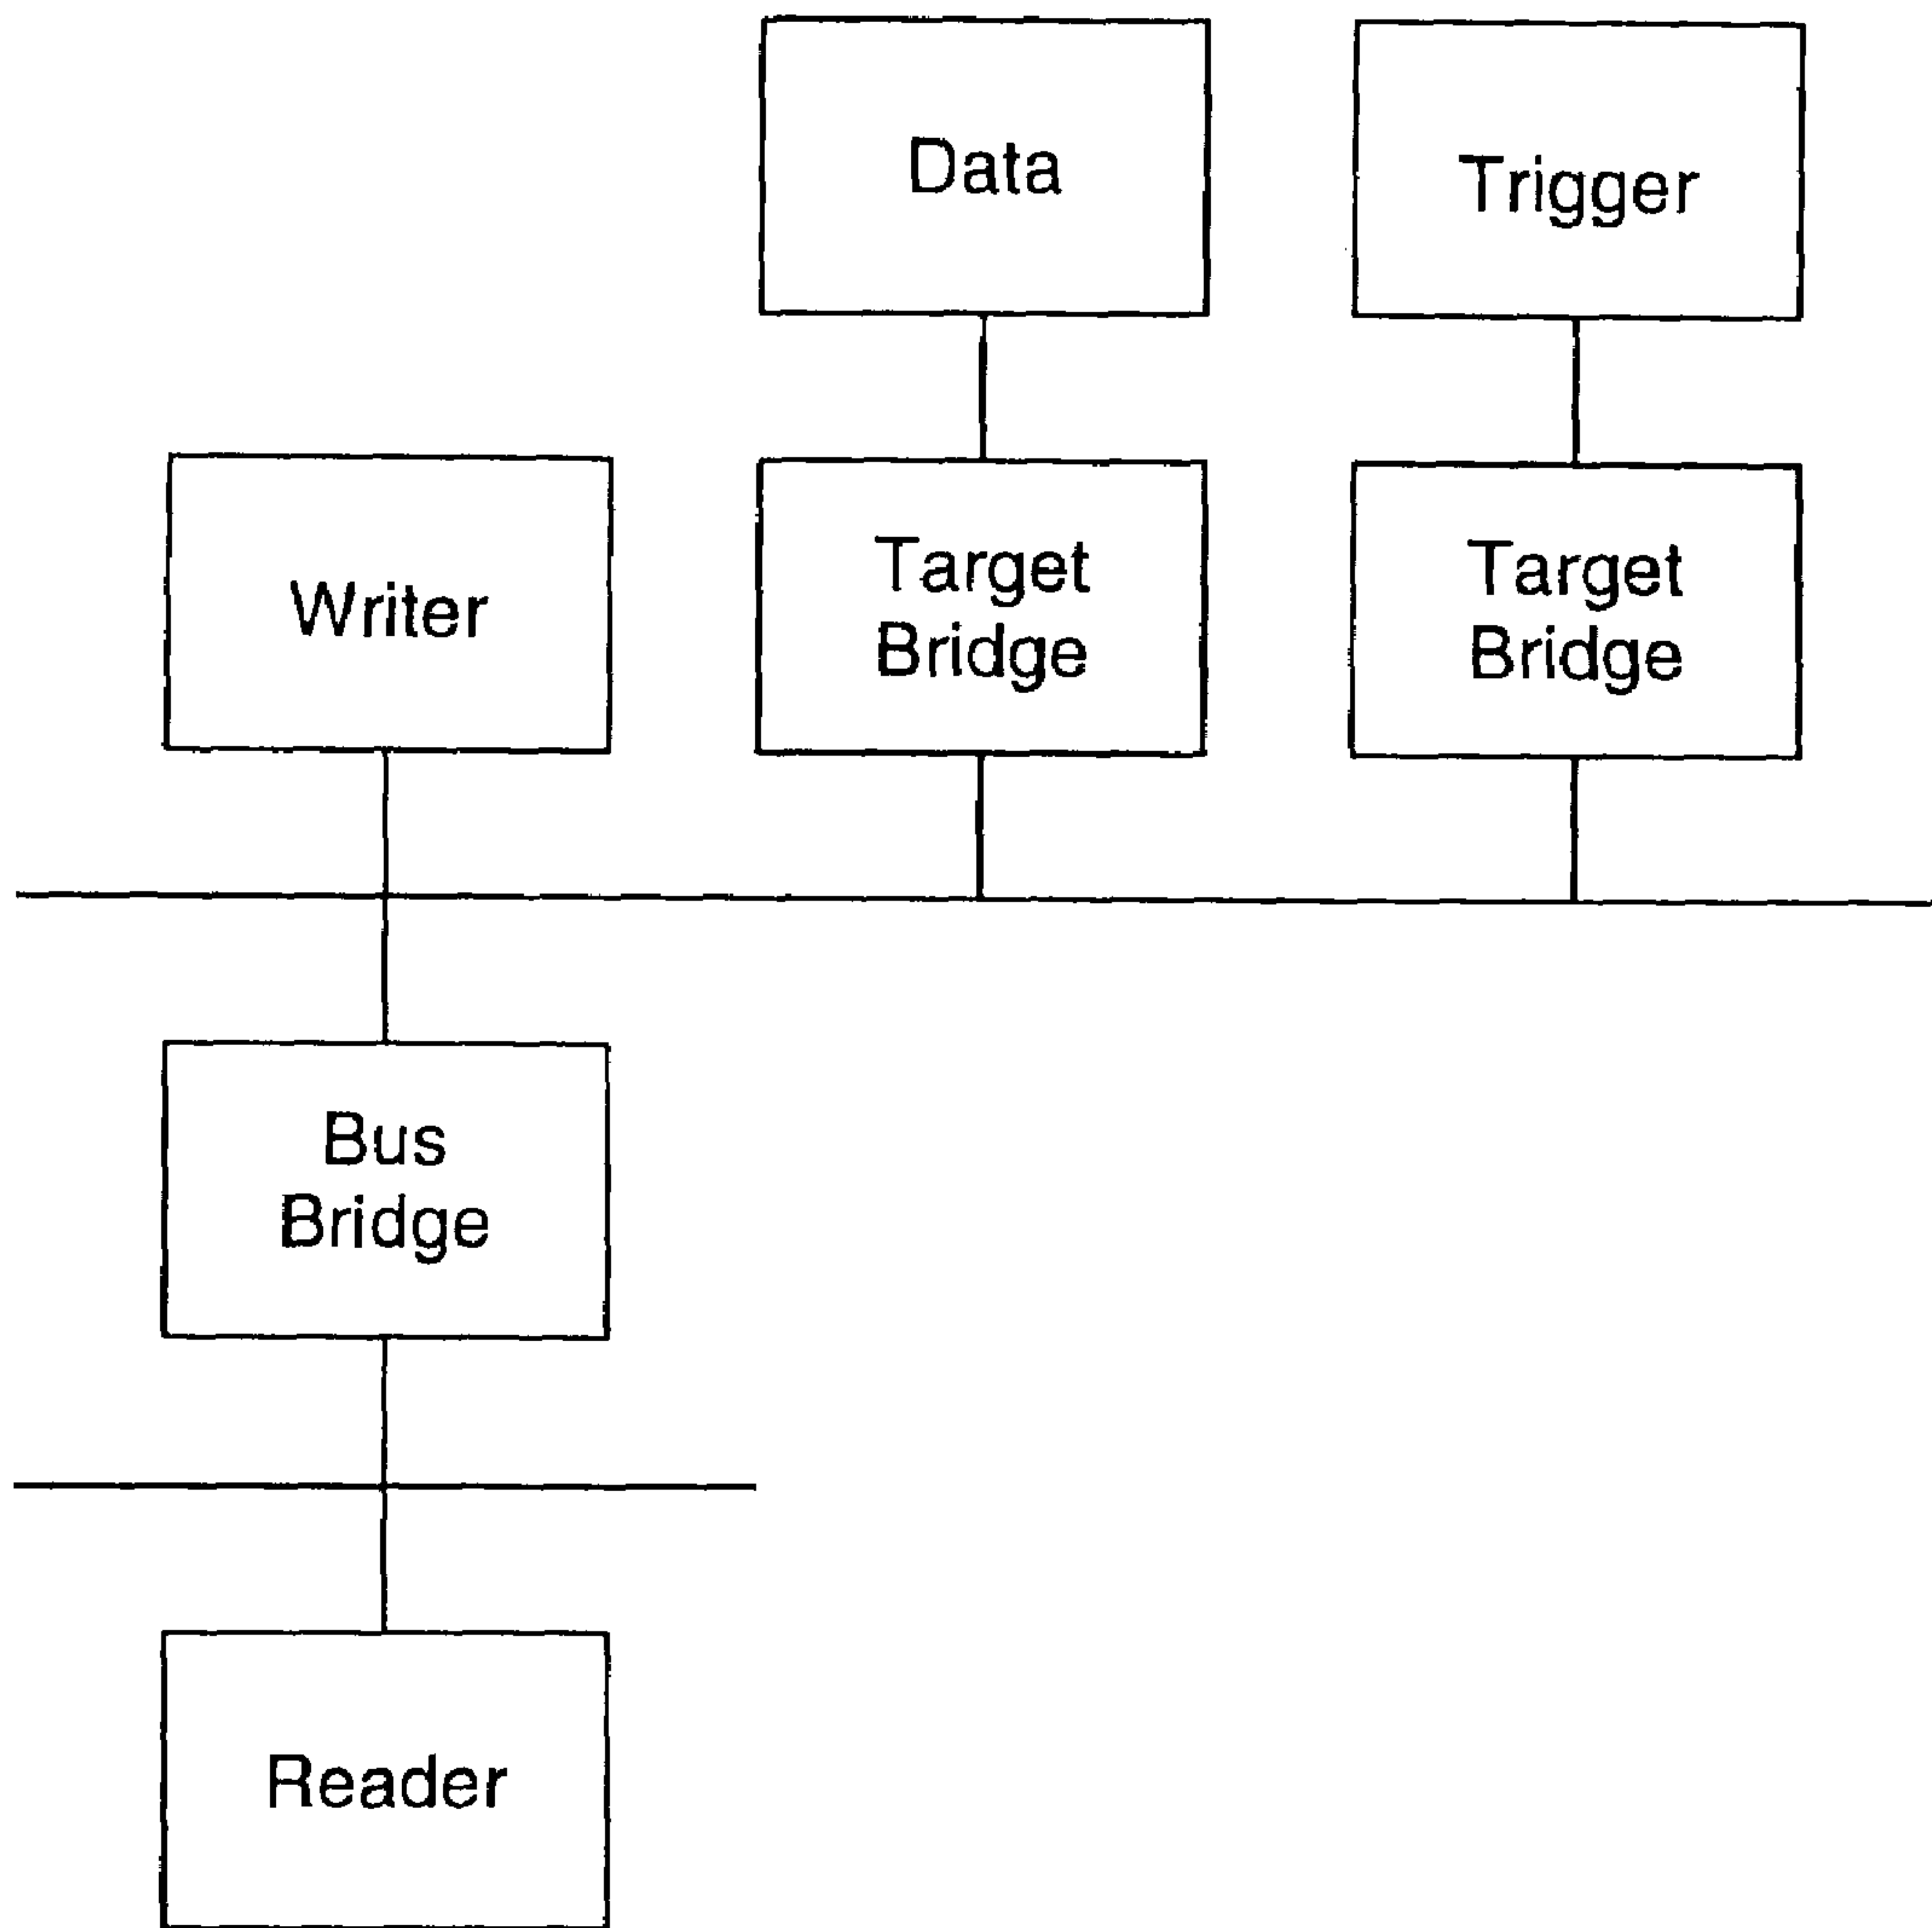 Data
Trigger
Writer
Target
Bridge
Target
Bridge
Bus
Bridge
Reader